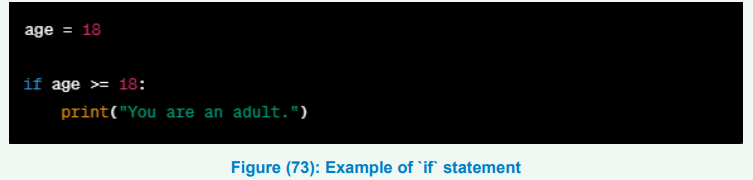 age = 18
if age >= 18:
    print("You are an adult.")
Figure (73): Example of `if` statement